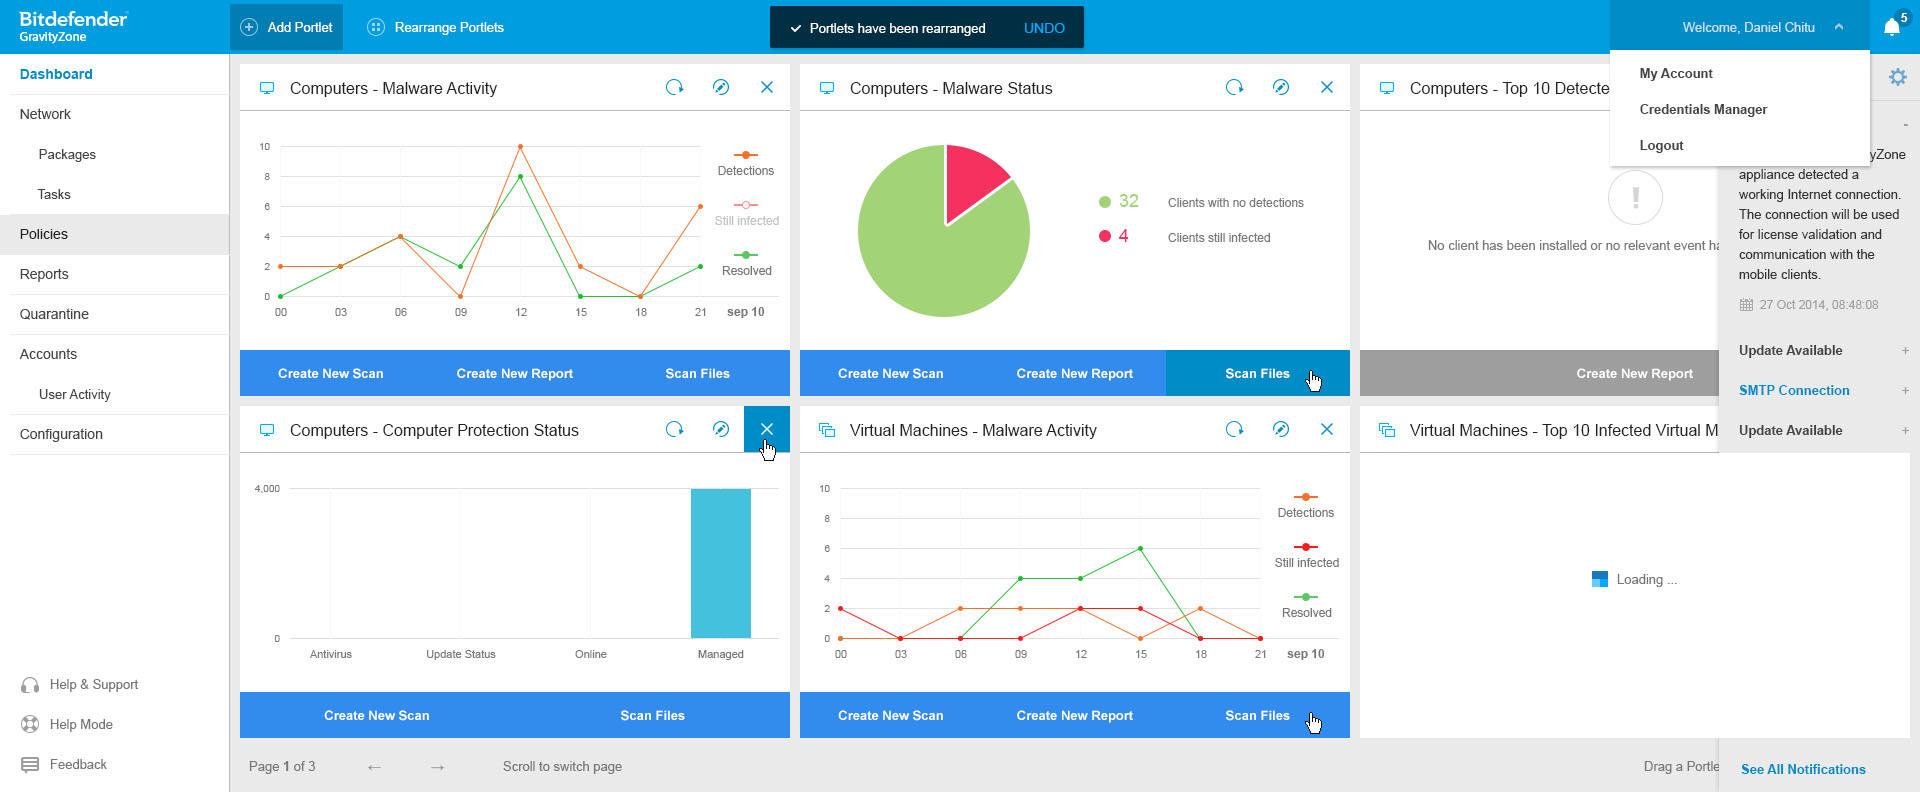 Bitdefender
GravityZone
Add Portlet
Rearrange Portlets
Portlets have been rearranged
UNDO
Welcome, Daniel Chitu
5
My Account
Credentials Manager
Logout
Dashboard
Network
Packages
Tasks
Policies
Reports
Quarantine
Accounts
User Activity
Configuration
Help & Support
Help Mode
Feedback
Computers - Malware Activity
10
8
6
4
2
0
00 03 06 09 12 15 18 21 sep 10
Detections
Still infected
Resolved
Create New Scan Create New Report Scan Files
Computers - Malware Status
32 Clients with no detections
4 Clients still infected
Create New Scan Create New Report Scan Files
Computers - Top 10 Detecte
!
No client has been installed or no relevant event ha
Create New Report
-
yZone
appliance detected a
working Internet connection.
The connection will be used
for license validation and
communication with the
mobile clients.
27 Oct 2014, 08:48:08
Update Available +
SMTP Connection +
Update Available +
Computers - Computer Protection Status
4,000
0
Antivirus Update Status Online Managed
Create New Scan Scan Files
Virtual Machines - Malware Activity
10
8
6
4
2
0
00 03 06 09 12 15 18 21 sep 10
Detections
Still infected
Resolved
Create New Scan Create New Report Scan Files
Virtual Machines - Top 10 Infected Virtual M
Loading ...
Page 1 of 3
← →
Scroll to switch page
Drag a Portle
See All Notifications